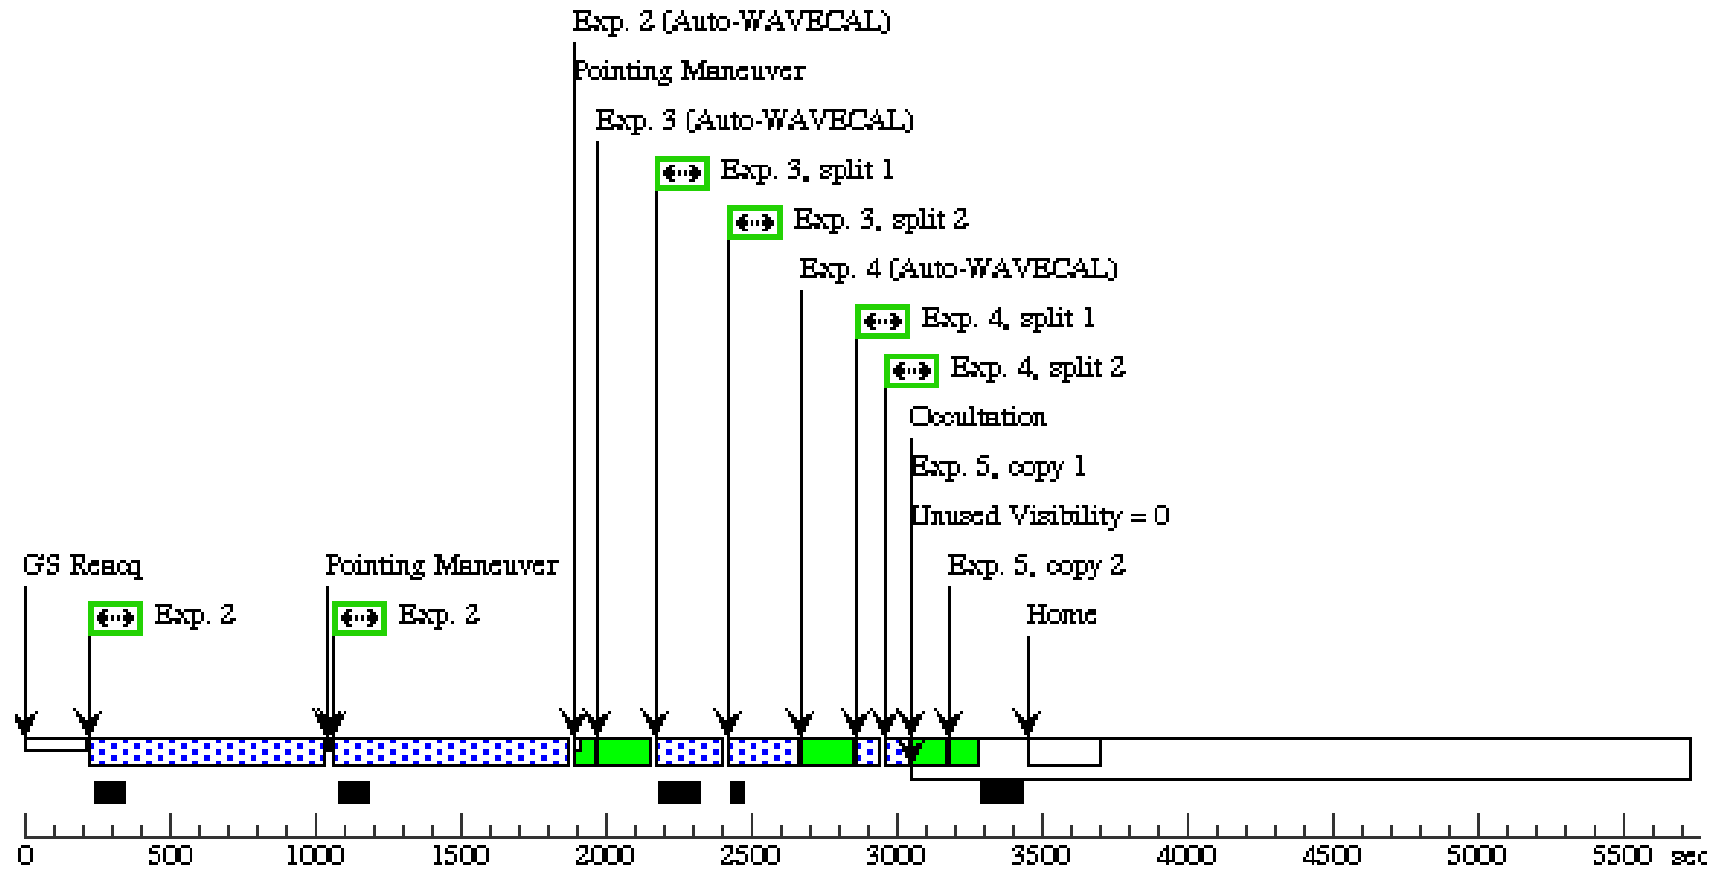 Exp. 2 (Auto-WAVECAL)
Pointing Maneuver
Exp. 3 (Auto-WAVECAL)
Exp. 3, split 1
Exp. 3, split 2
Exp. 4 (Auto-WAVECAL)
Exp. 4, split 1
Exp. 4, split 2
Occultation
Exp. 5, copy 1
Unused Visibility = 0
GS Reacq
Pointing Maneuver
Exp. 5, copy 2
Exp. 2
Exp. 2
Home
0 500 1000 1500 2000 2500 3000 3500 4000 4500 5000 5500 sec